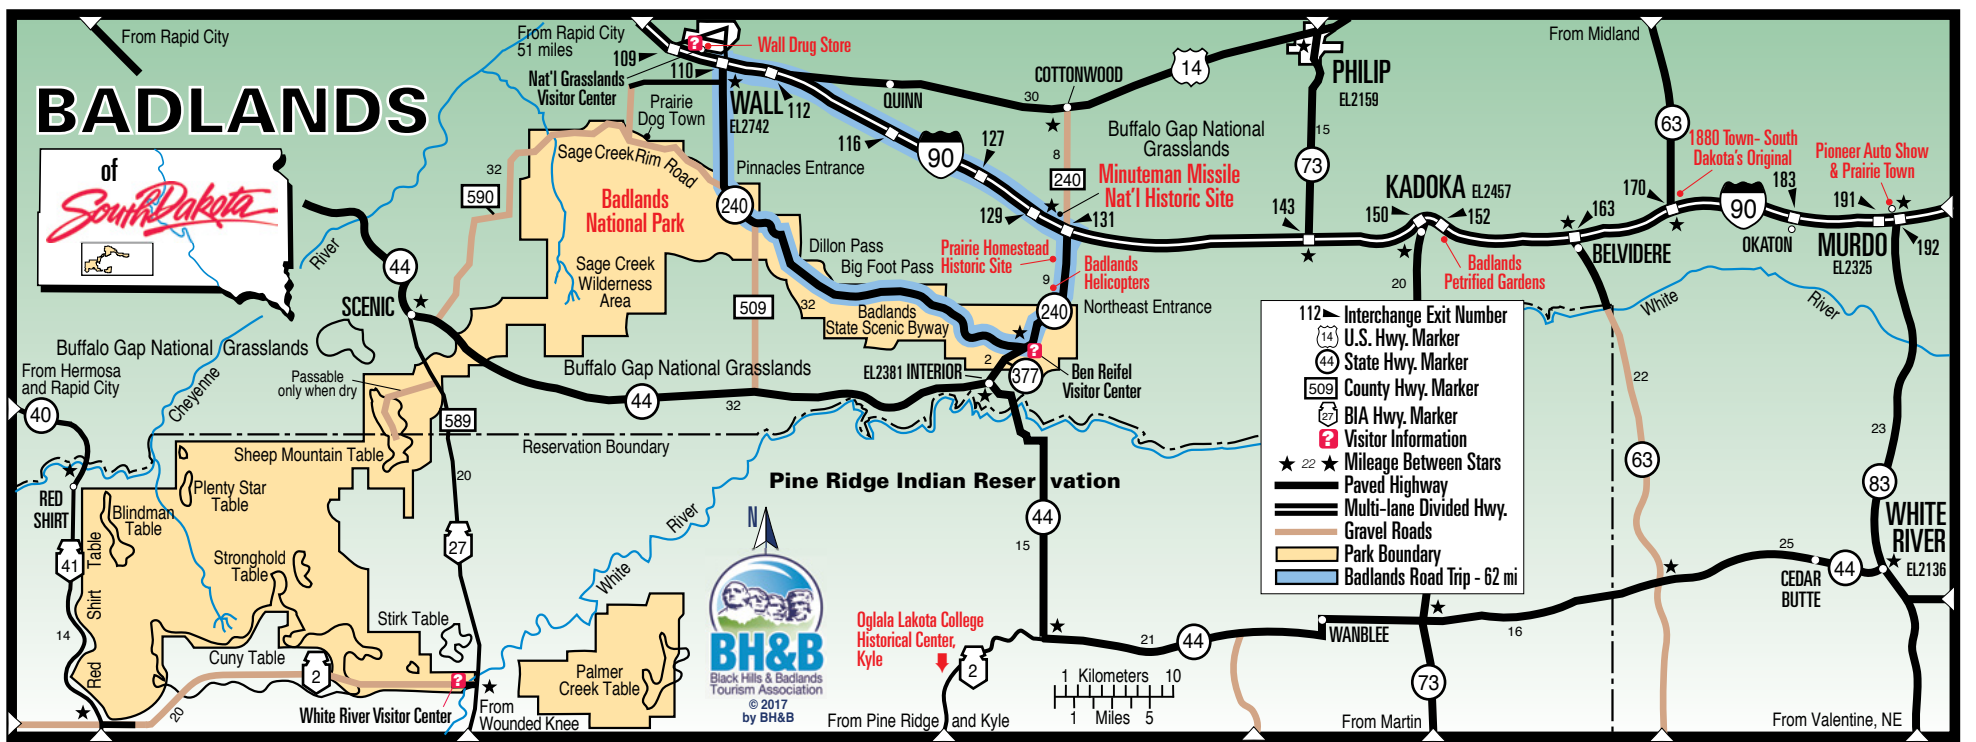 BADLANDS
of
South Dakota
From Rapid City
From Rapid City
51 miles
109
110
Nat'l Grasslands
Visitor Center
Wall Drug Store
WALL
EL2742
112
Prairie
Dog Town
Sage Creek Rim Road
Pinnacles Entrance
QUINN
COTTONWOOD
30
14
PHILIP
EL2159
15
73
From Midland
63
1880 Town- South
Dakota's Original
Pioneer Auto Show
& Prairie Town
116
90
127
Buffalo Gap National
Grasslands
8
240
Minuteman Missile
Nat'l Historic Site
129
131
143
KADOKA EL2457
150
152
163
170
90
183
191
192
BELVIDERE
OKATON
MURDO
EL2325
32
590
Badlands
National Park
240
Dillon Pass
Big Foot Pass
Prairie Homestead
Historic Site
9
Badlands
Helicopters
Badlands
Petrified Gardens
River
44
SCENIC
Sage Creek
Wilderness
Area
509
32
Badlands
State Scenic Byway
240
Northeast Entrance
20
White
River
Buffalo Gap National Grasslands
From Hermosa
and Rapid City
40
Cheyenne
Passable
only when dry
Buffalo Gap National Grasslands
EL2381 INTERIOR
2
377
Ben Reifel
Visitor Center
44
32
589
Reservation Boundary
112 Interchange Exit Number
14 U.S. Hwy. Marker
44 State Hwy. Marker
509 County Hwy. Marker
27 BIA Hwy. Marker
? Visitor Information
22 Mileage Between Stars
Paved Highway
Multi-lane Divided Hwy.
Gravel Roads
Park Boundary
Badlands Road Trip - 62 mi
22
63
23
83
WHITE
RIVER
EL2136
Sheep Mountain Table
20
Pine Ridge Indian Reservation
RED
SHIRT
Plenty Star
Table
Blindman
Table
Stronghold
Table
27
41
Red Shirt Table
14
River
White
N
44
15
25
CEDAR
BUTTE
44
Stirk Table
Cuny Table
2
20
White River Visitor Center
?
From
Wounded Knee
Palmer
Creek Table
BH&B
Black Hills & Badlands
Tourism Association
© 2017
by BH&B
Oglala Lakota College
Historical Center,
Kyle
2
From Pine Ridge and Kyle
21
44
WANBLEE
16
1 Kilometers 10
1 Miles 5
73
From Martin
From Valentine, NE